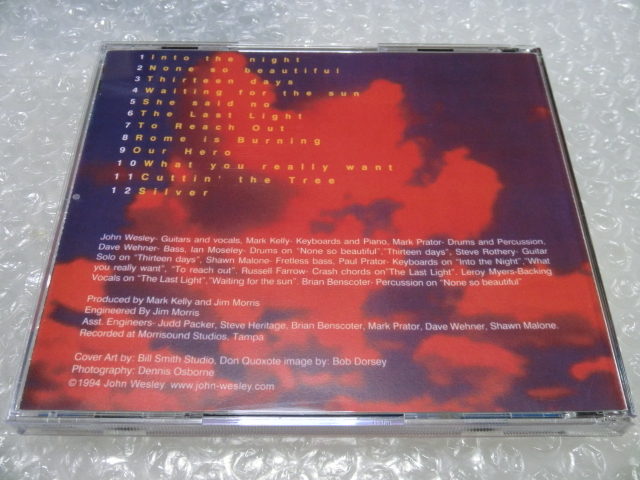 1 into the night
2 None so beautiful
3 Thirteen days
4 Waiting for the sun
5 She said no
6 The Last Light
7 To Reach Out
8 Rome is Burning
9 Our Hero
10 What you really want
11 Cuttin' the Tree
12 Silver
John Wesley- Guitars and vocals, Mark Kelly- Keyboards and Piano, Mark Prator- Drums and Percussion,
Dave Wehner- Bass, Ian Moseley- Drums on "None so beautiful","Thirteen days", Steve Rothery- Guitar
Solo on "Thirteen days", Shawn Malone- Fretless bass, Paul Prator- Keyboards on "Into the Night","What
you really want", "To reach out". Russell Farrow- Crash chords on"The Last Light". Leroy Myers-Backing
Vocals on "The Last Light","Waiting for the sun". Brian Benscoter- Percussion on "None so beautiful"
Produced by Mark Kelly and Jim Morris
Engineered By Jim Morris
Asst. Engineers- Judd Packer, Steve Heritage, Brian Benscoter, Mark Prator, Dave Wehner, Shawn Malone.
Recorded at Morrisound Studios, Tampa
Cover Art by: Bill Smith Studio, Don Quoxote image by: Bob Dorsey
Photography: Dennis Osborne
©1994 John Wesley. www.john-wesley.com